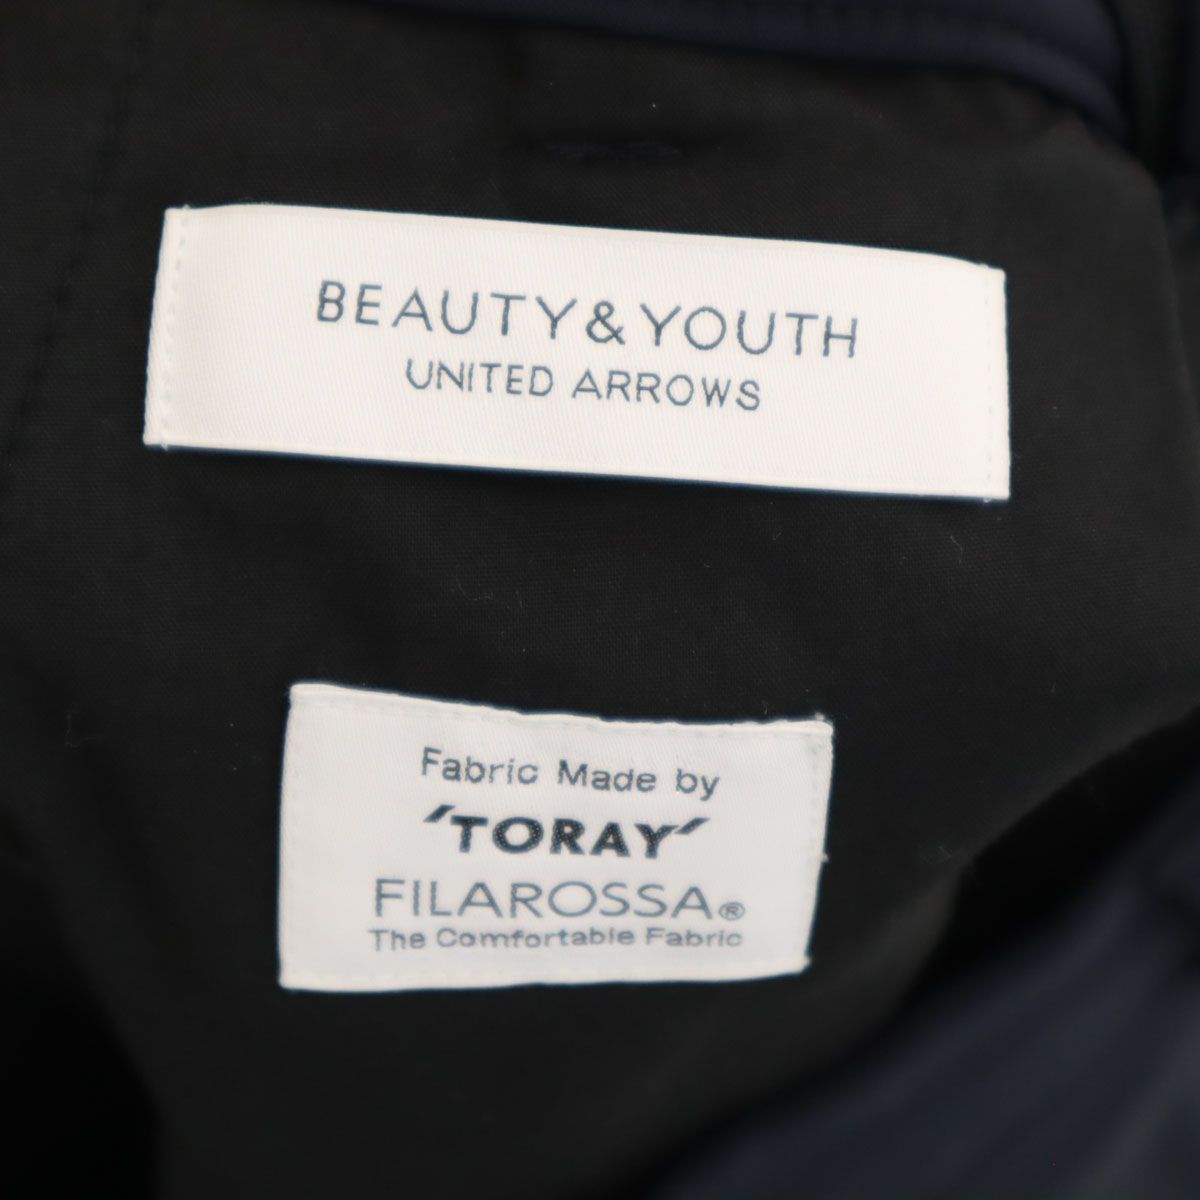 BEAUTY&YOUTH
UNITED ARROWS
Fabric Made by
'TORAY'
FILAROSSA®
The Comfortable Fabric